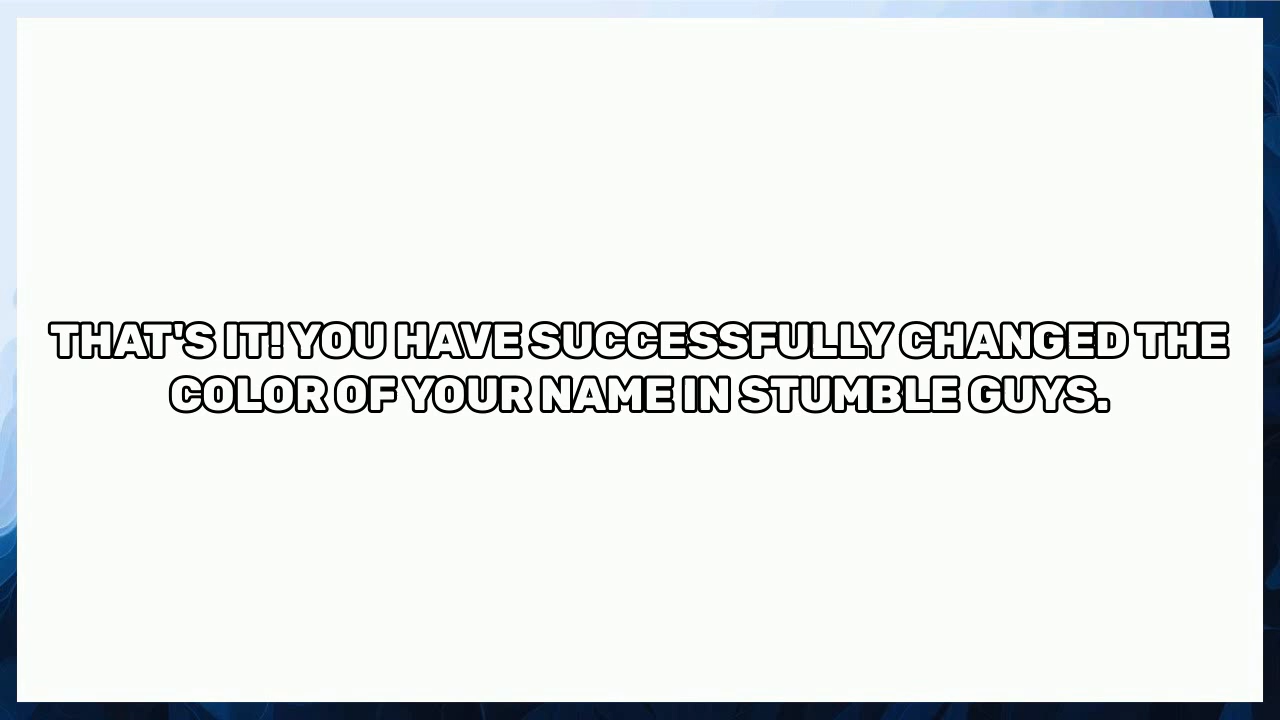 THAT'S IT! YOU HAVE SUCCESSFULLY CHANGED THE
COLOR OF YOUR NAME IN STUMBLE GUYS.